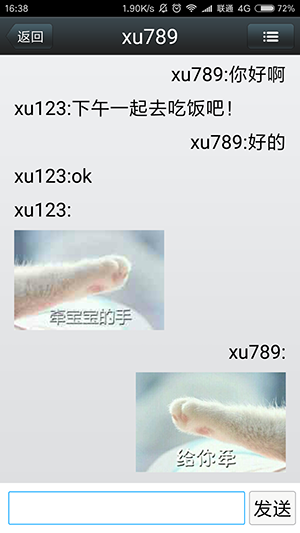 16:38 1.90K/s 联通 4G 72%
返回 xu789
xu789:你好啊
xu123:下午一起去吃饭吧!
xu789:好的
xu123:ok
xu123:
牵宝宝的手
xu789:
给你牵
发送